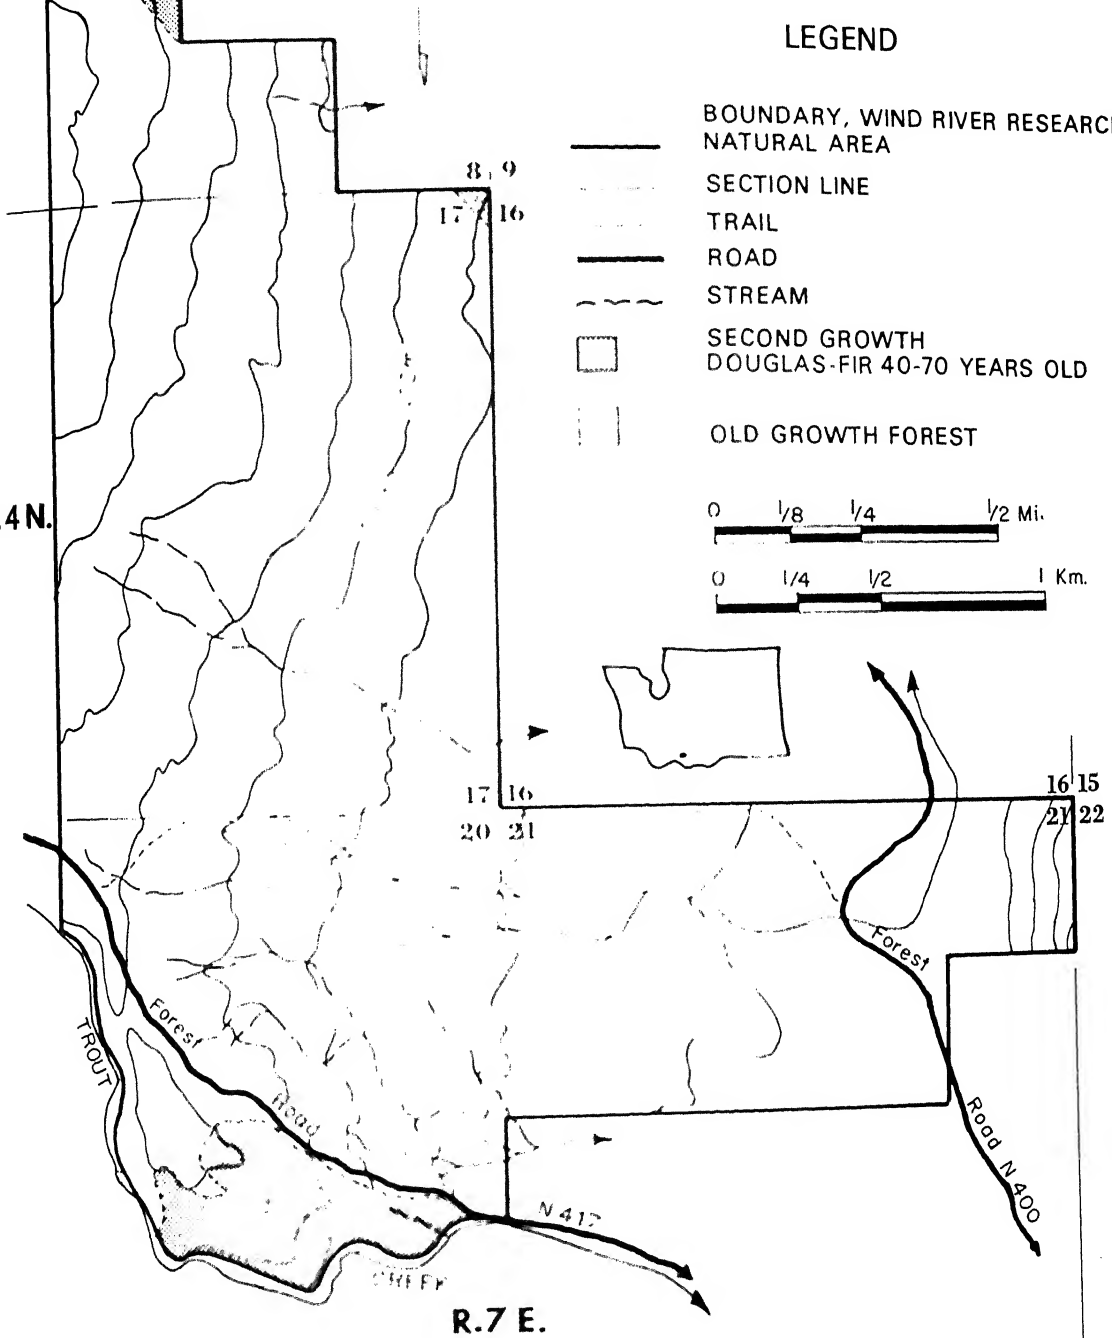 LEGEND
BOUNDARY, WIND RIVER RESEARCH
NATURAL AREA
SECTION LINE
TRAIL
ROAD
STREAM
SECOND GROWTH
DOUGLAS-FIR 40-70 YEARS OLD
OLD GROWTH FOREST
0 1/8 1/4 1/2 Mi.
0 1/4 1/2 1 Km.
8 9
17 16
4 N.
17 16
20 21
16 15
21 22
Forest
Road N 400
TROUT
Forest
Road
N 417
CREEK
R.7 E.